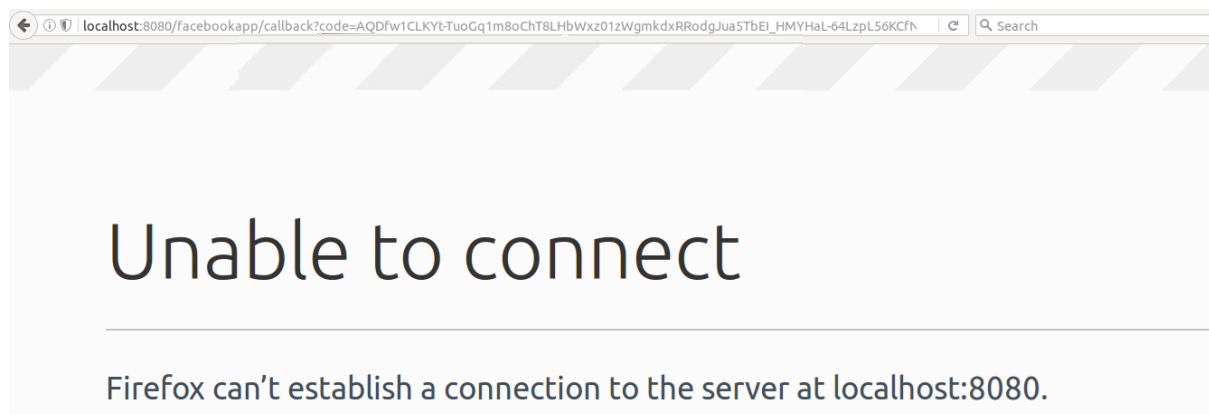 localhost:8080/facebookapp/callback?code=AQDfw1CLKYt-TuoGq1m8oChT8LHbWxz01zWgmkdxRRodgJua5TbEI_HMYHaL-64LzpL56KCfN
Search
Unable to connect
Firefox can’t establish a connection to the server at localhost:8080.